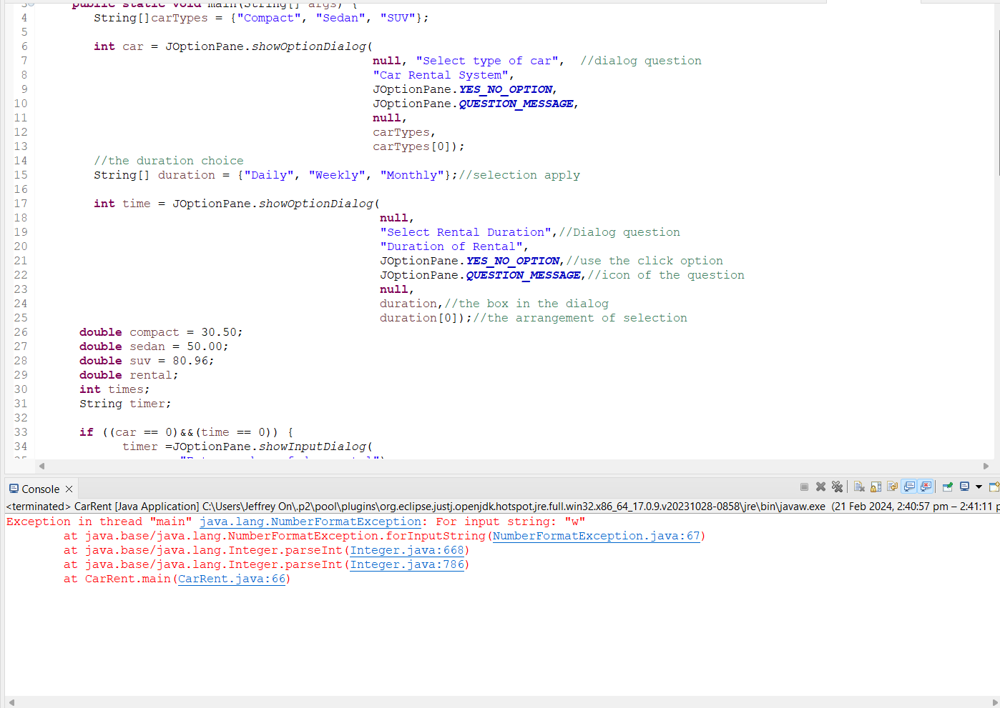 3 public static void main(String[] args) {
4 String[]carTypes = {"Compact", "Sedan", "SUV"};
5
6 int car = JOptionPane.showOptionDialog(
7 null, "Select type of car", //dialog question
8 "Car Rental System",
9 JOptionPane.YES_NO_OPTION,
10 JOptionPane.QUESTION_MESSAGE,
11 null,
12 carTypes,
13 carTypes[0]);
14 //the duration choice
15 String[] duration = {"Daily", "Weekly", "Monthly"};//selection apply
16
17 int time = JOptionPane.showOptionDialog(
18 null,
19 "Select Rental Duration",//Dialog question
20 "Duration of Rental",
21 JOptionPane.YES_NO_OPTION,//use the click option
22 JOptionPane.QUESTION_MESSAGE,//icon of the question
23 null,
24 duration,//the box in the dialog
25 duration[0]);//the arrangement of selection
26 double compact = 30.50;
27 double sedan = 50.00;
28 double suv = 80.96;
29 double rental;
30 int times;
31 String timer;
32
33 if ((car == 0)&&(time == 0)) {
34 timer =JOptionPane.showInputDialog(
Console
<terminated> CarRent [Java Application] C:\Users\Jeffrey On\.p2\pool\plugins\org.eclipse.justj.openjdk.hotspot.jre.full.win32.x86_64_17.0.9.v20231028-0858\jre\bin\javaw.exe (21 Feb 2024, 2:40:57 pm – 2:41:11 p
Exception in thread "main" java.lang.NumberFormatException: For input string: "w"
at java.base/java.lang.NumberFormatException.forInputString(NumberFormatException.java:67)
at java.base/java.lang.Integer.parseInt(Integer.java:668)
at java.base/java.lang.Integer.parseInt(Integer.java:786)
at CarRent.main(CarRent.java:66)